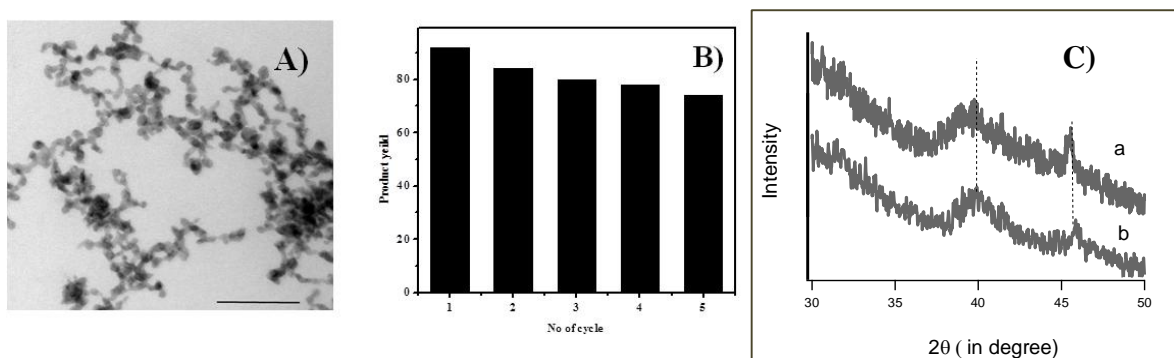 A)
B)
Product yeild
80
60
40
20
0
1 2 3 4 5
No of cycle
C)
Intensity
a
b
30 35 40 45 50
2θ ( in degree)